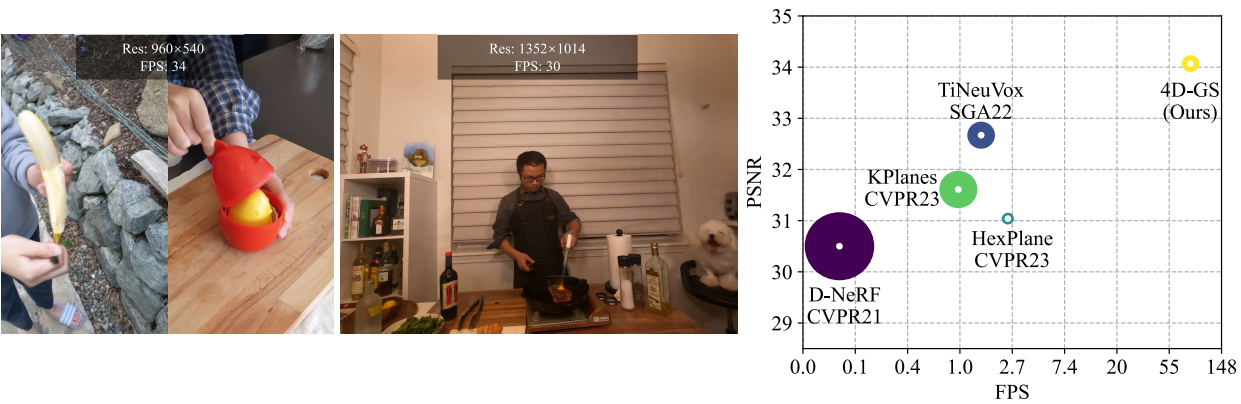 Res: 960×540
FPS: 34
Res: 1352×1014
FPS: 30
35
34
33
32
31
30
29
PSNR
TiNeuVox
SGA22
4D-GS
(Ours)
KPlanes
CVPR23
HexPlane
CVPR23
D-NeRF
CVPR21
0.0 0.1 0.4 1.0 2.7 7.4 20 55 148
FPS